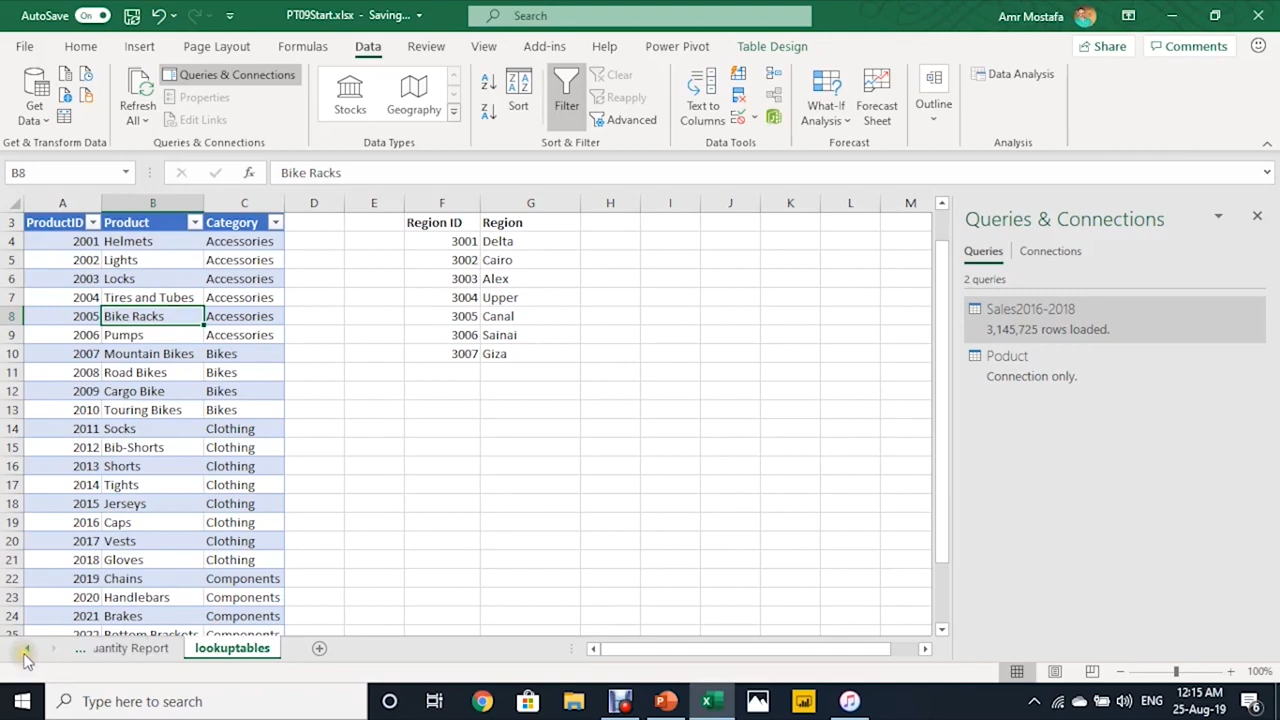 AutoSave On PT09Start.xlsx - Saving... Search Amr Mostafa
File Home Insert Page Layout Formulas Data Review View Add-ins Help Power Pivot Table Design Share Comments
Get Data Refresh All Queries & Connections Properties Edit Links Stocks Geography Sort Filter Clear Reapply Advanced Text to Columns What-If Analysis Forecast Sheet Outline Data Analysis
Get & Transform Data Queries & Connections Data Types Sort & Filter Data Tools Forecast Analysis
B8 fx Bike Racks
A B C D E F G H I J K L M
3 ProductID Product Category Region ID Region
4 2001 Helmets Accessories 3001 Delta
5 2002 Lights Accessories 3002 Cairo
6 2003 Locks Accessories 3003 Alex
7 2004 Tires and Tubes Accessories 3004 Upper
8 2005 Bike Racks Accessories 3005 Canal
9 2006 Pumps Accessories 3006 Sainai
10 2007 Mountain Bikes Bikes 3007 Giza
11 2008 Road Bikes Bikes
12 2009 Cargo Bike Bikes
13 2010 Touring Bikes Bikes
14 2011 Socks Clothing
15 2012 Bib-Shorts Clothing
16 2013 Shorts Clothing
17 2014 Tights Clothing
18 2015 Jerseys Clothing
19 2016 Caps Clothing
20 2017 Vests Clothing
21 2018 Gloves Clothing
22 2019 Chains Components
23 2020 Handlebars Components
24 2021 Brakes Components
25 2022 Bottom Brackets Components
Queries & Connections
Queries Connections
2 queries
Sales2016-2018
3,145,725 rows loaded.
Poduct
Connection only.
... uantity Report lookuptables
100%
Type here to search ENG 12:15 AM
25-Aug-19 6